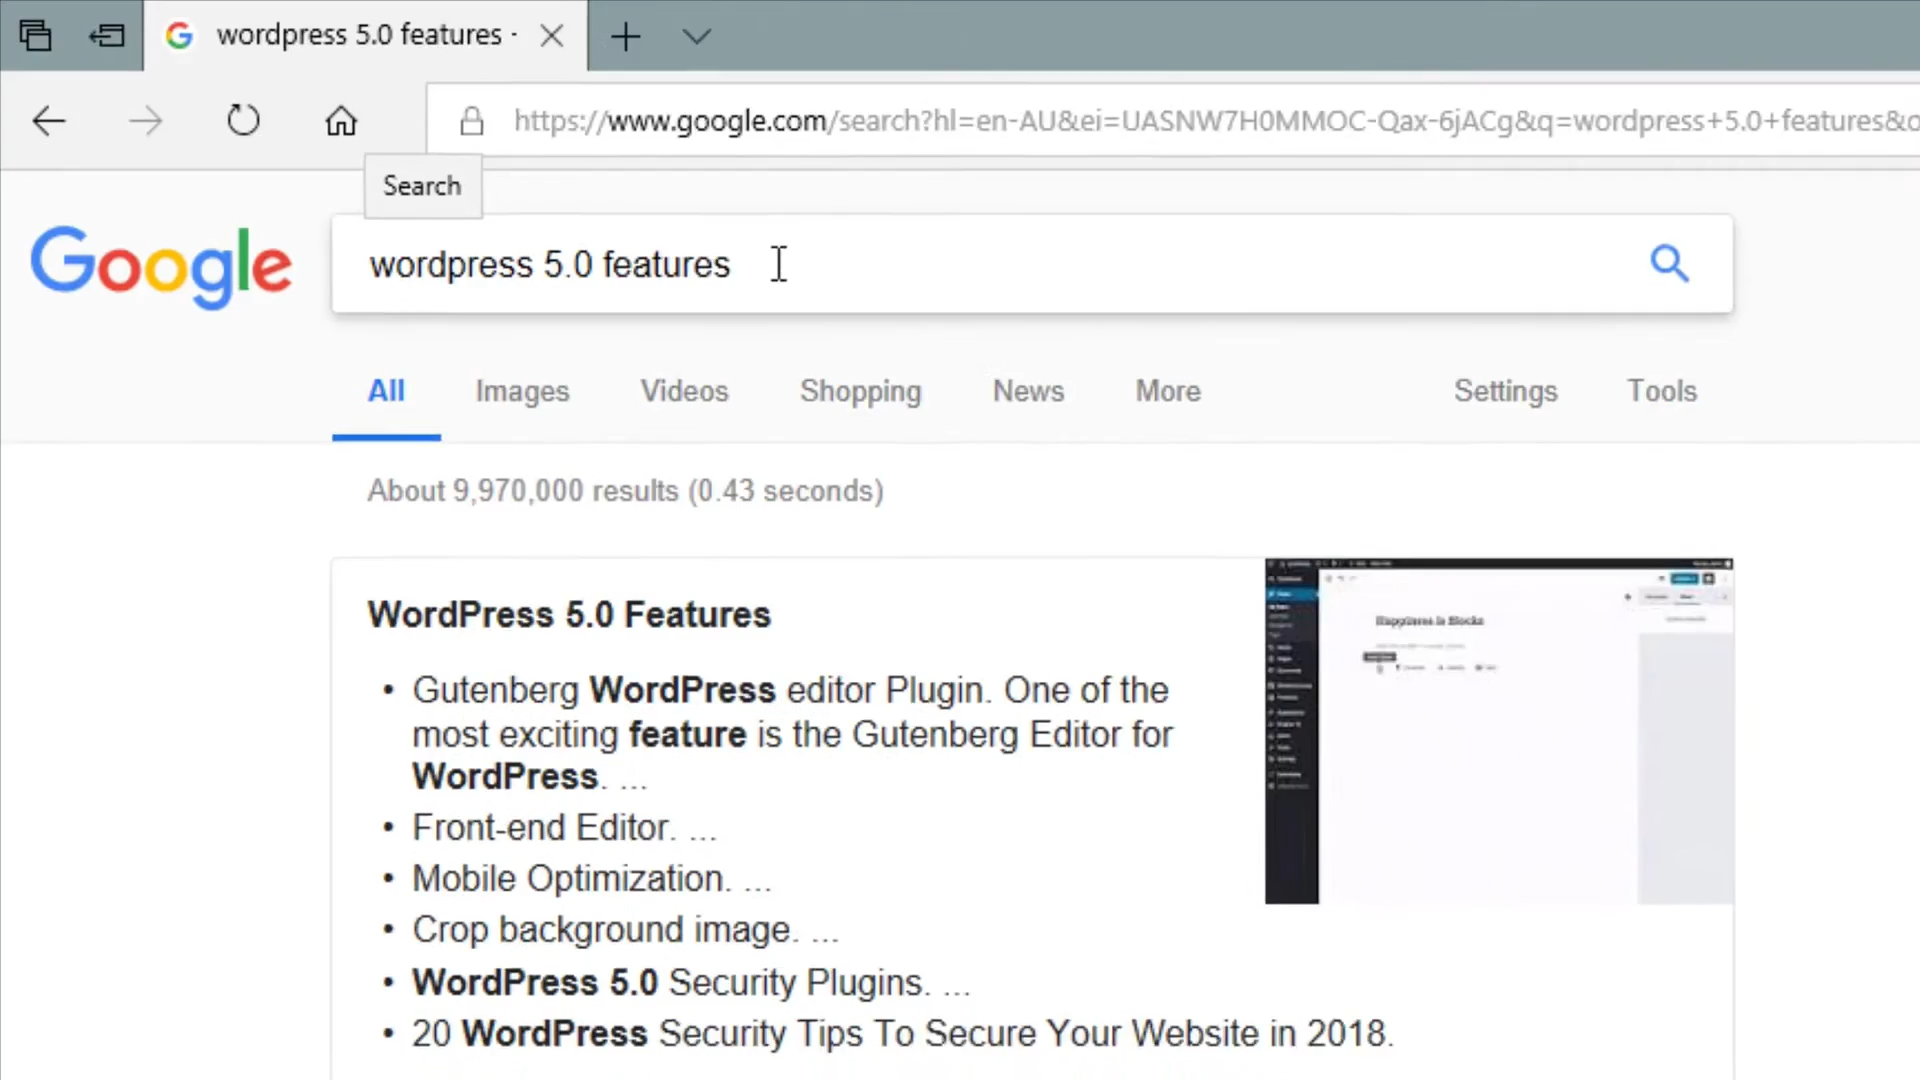 wordpress 5.0 features -
https://www.google.com/search?hl=en-AU&ei=UASNW7H0MMOC-Qax-6jACg&q=wordpress+5.0+features&o
Search
Google
wordpress 5.0 features
All Images Videos Shopping News More Settings Tools
About 9,970,000 results (0.43 seconds)
WordPress 5.0 Features
Happiness is Blocks
• Gutenberg WordPress editor Plugin. One of the
most exciting feature is the Gutenberg Editor for
WordPress. ...
• Front-end Editor. ...
• Mobile Optimization. ...
• Crop background image. ...
• WordPress 5.0 Security Plugins. ...
• 20 WordPress Security Tips To Secure Your Website in 2018.